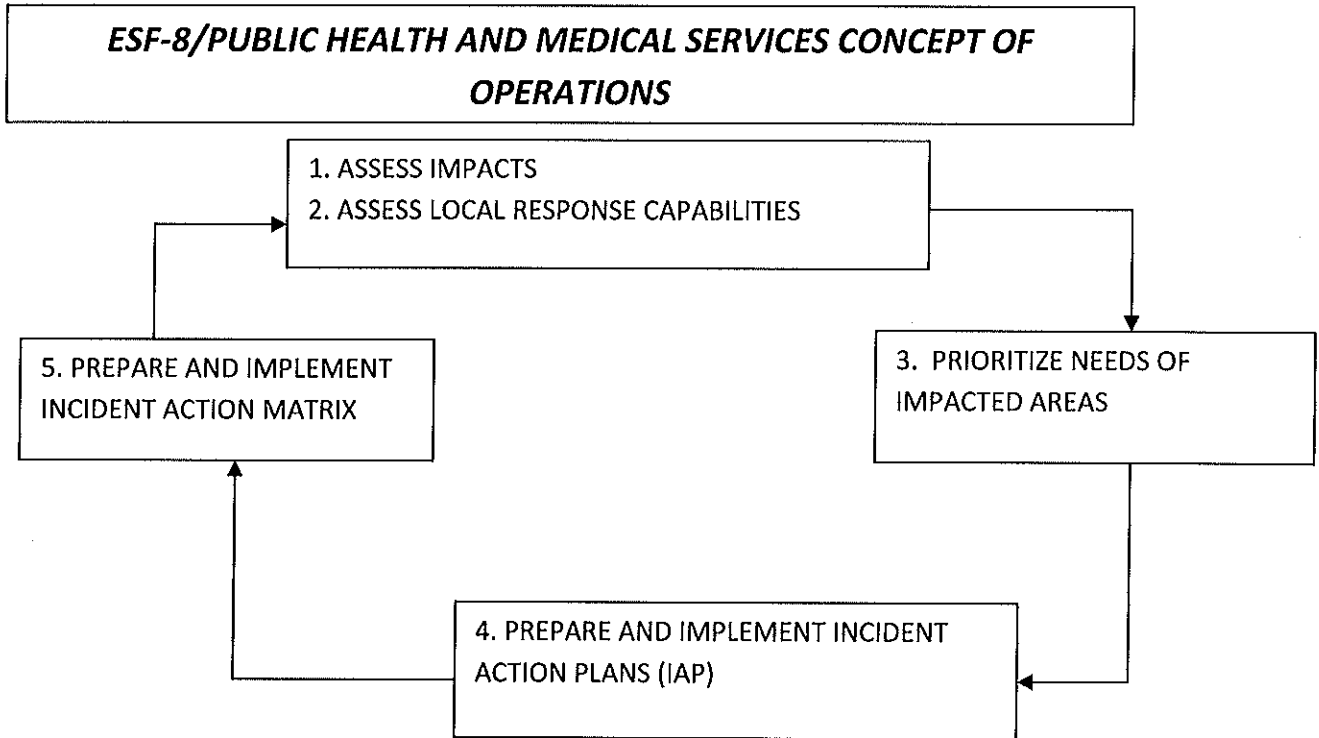 ESF-8/PUBLIC HEALTH AND MEDICAL SERVICES CONCEPT OF
OPERATIONS
1. ASSESS IMPACTS
2. ASSESS LOCAL RESPONSE CAPABILITIES
3. PRIORITIZE NEEDS OF
IMPACTED AREAS
4. PREPARE AND IMPLEMENT INCIDENT
ACTION PLANS (IAP)
5. PREPARE AND IMPLEMENT
INCIDENT ACTION MATRIX